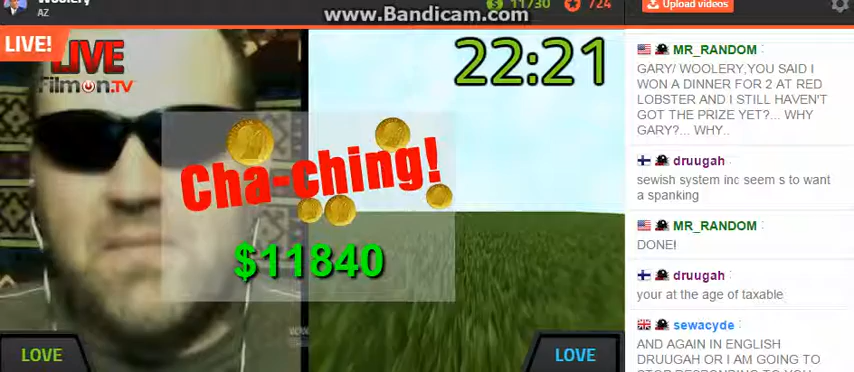 www.Bandicam.com
Woolery
AZ
11730
724
Upload videos
LIVE!
LIVE
FilmOn.TV
22:21
Cha-ching!
$11840
LOVE
LOVE
MR_RANDOM :
GARY/ WOOLERY,YOU SAID I
WON A DINNER FOR 2 AT RED
LOBSTER AND I STILL HAVEN'T
GOT THE PRIZE YET?... WHY
GARY?... WHY..
druugah :
sewish system inc seem s to want
a spanking
MR_RANDOM :
DONE!
druugah :
your at the age of taxable
sewacyde :
AND AGAIN IN ENGLISH
DRUUGAH OR I AM GOING TO
STOP RESPONDING TO YOU